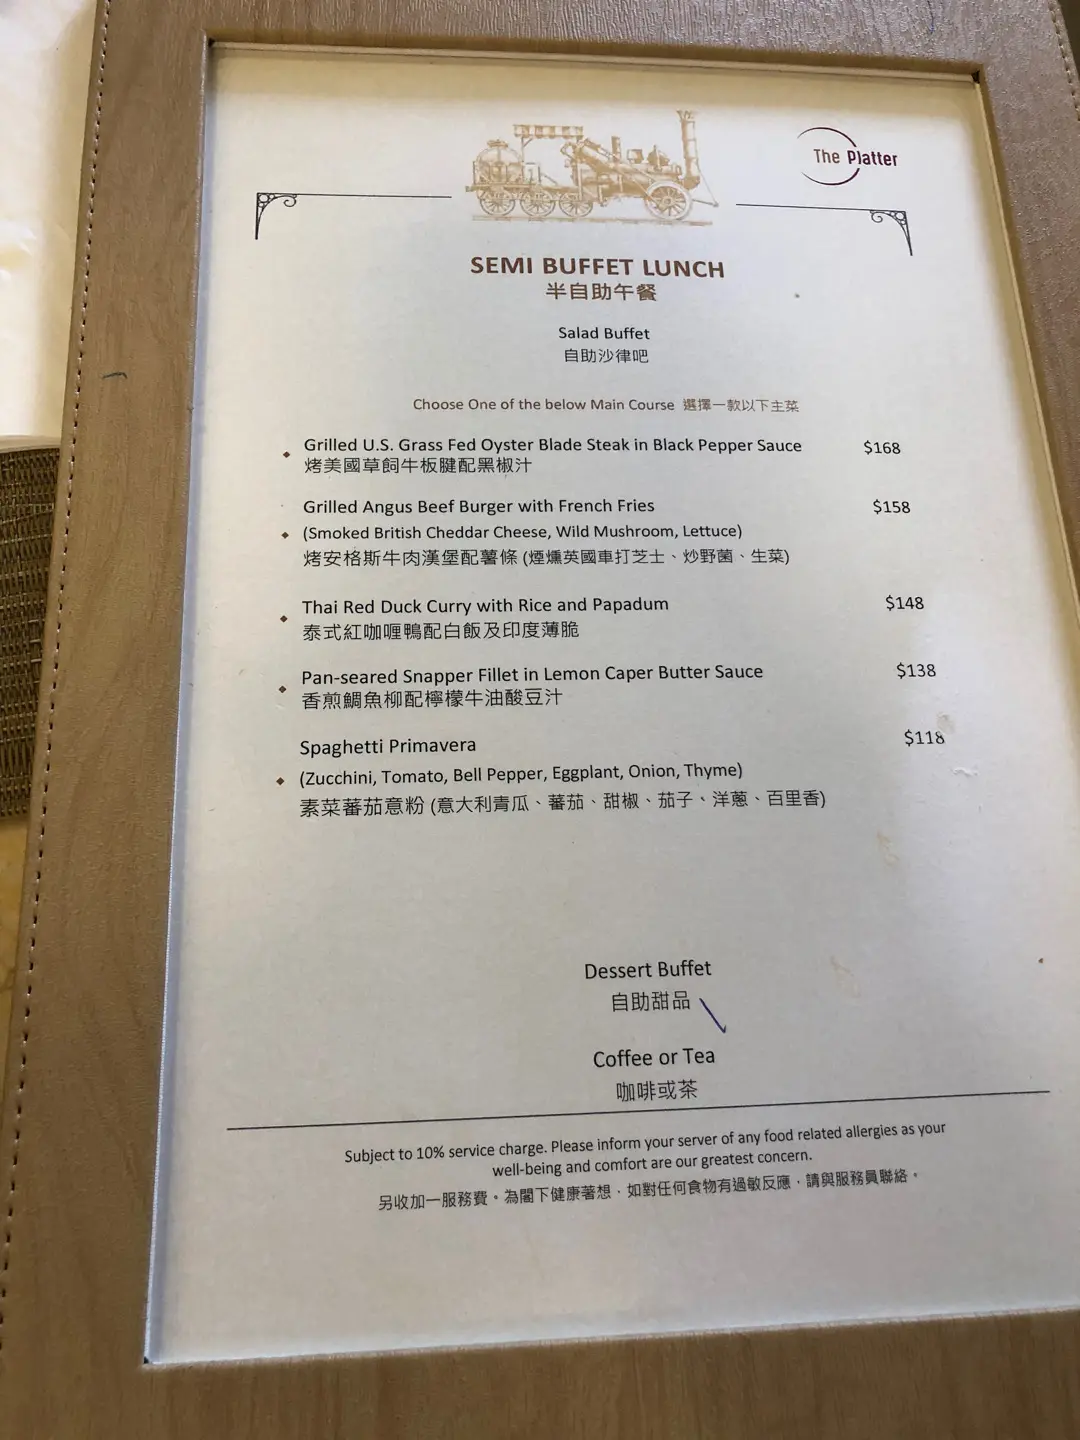 The Platter
SEMI BUFFET LUNCH
半自助午餐
Salad Buffet
自助沙律吧
Choose One of the below Main Course 選擇一款以下主菜
Grilled U.S. Grass Fed Oyster Blade Steak in Black Pepper Sauce $168
烤美國草飼牛板腱配黑椒汁
Grilled Angus Beef Burger with French Fries $158
(Smoked British Cheddar Cheese, Wild Mushroom, Lettuce)
烤安格斯牛肉漢堡配薯條 (煙燻英國車打芝士、炒野菌、生菜)
Thai Red Duck Curry with Rice and Papadum $148
泰式紅咖喱鴨配白飯及印度薄脆
Pan-seared Snapper Fillet in Lemon Caper Butter Sauce $138
香煎鯛魚柳配檸檬牛油酸豆汁
Spaghetti Primavera $118
(Zucchini, Tomato, Bell Pepper, Eggplant, Onion, Thyme)
素菜蕃茄意粉 (意大利青瓜、蕃茄、甜椒、茄子、洋蔥、百里香)
Dessert Buffet
自助甜品
Coffee or Tea
咖啡或茶
Subject to 10% service charge. Please inform your server of any food related allergies as your
well-being and comfort are our greatest concern.
另收加一服務費。為閣下健康著想，如對任何食物有過敏反應，請與服務員聯絡。